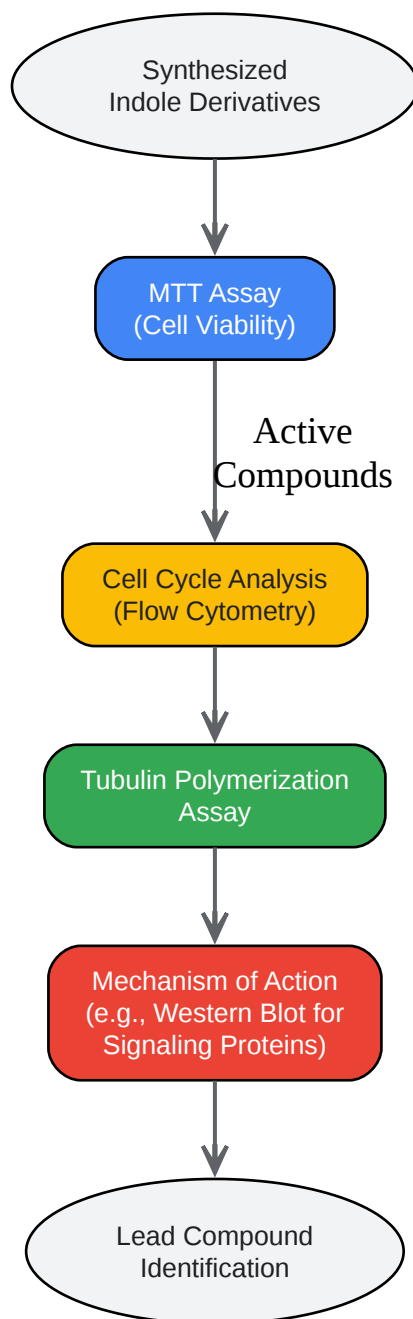 Synthesized
Indole Derivatives
MTT Assay
(Cell Viability)
Active
Compounds
Cell Cycle Analysis
(Flow Cytometry)
Tubulin Polymerization
Assay
Mechanism of Action
(e.g., Western Blot for
Signaling Proteins)
Lead Compound
Identification